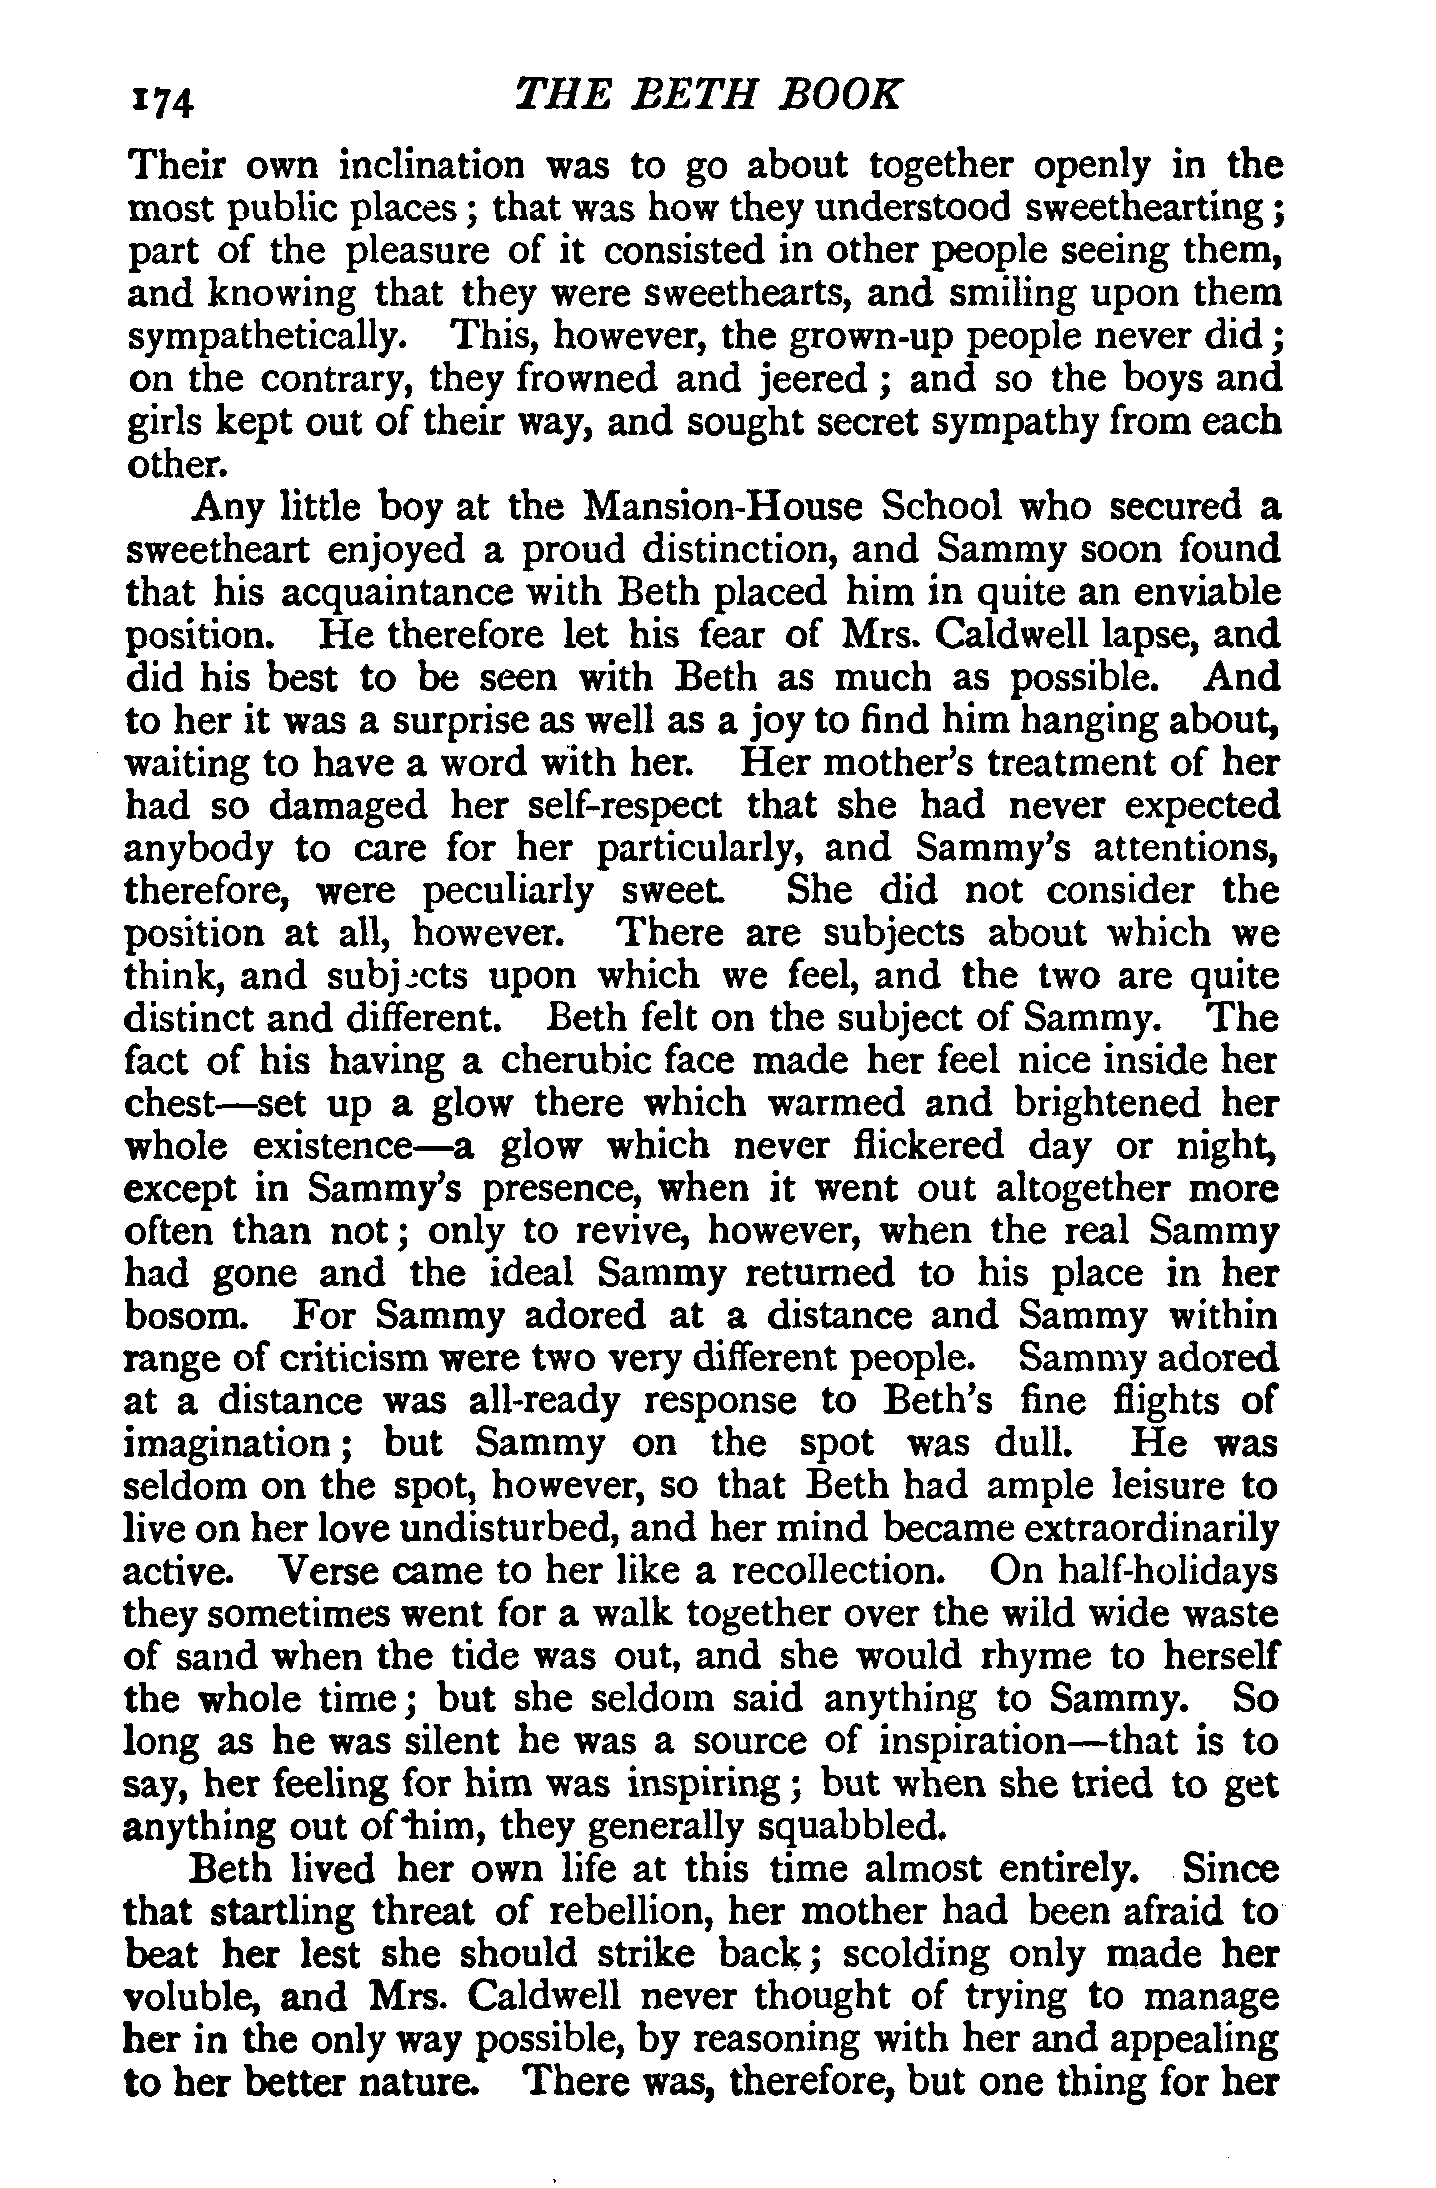 174 THE BETH BOOK
Their own inclination was to go about together openly in the
most public places; that was how they understood sweethearting;
part of the pleasure of it consisted in other people seeing them,
and knowing that they were sweethearts, and smiling upon them
sympathetically. This, however, the grown-up people never did;
on the contrary, they frowned and jeered; and so the boys and
girls kept out of their way, and sought secret sympathy from each
other.
Any little boy at the Mansion-House School who secured a
sweetheart enjoyed a proud distinction, and Sammy soon found
that his acquaintance with Beth placed him in quite an enviable
position. He therefore let his fear of Mrs. Caldwell lapse, and
did his best to be seen with Beth as much as possible. And
to her it was a surprise as well as a joy to find him hanging about,
waiting to have a word with her. Her mother's treatment of her
had so damaged her self-respect that she had never expected
anybody to care for her particularly, and Sammy's attentions,
therefore, were peculiarly sweet. She did not consider the
position at all, however. There are subjects about which we
think, and subjects upon which we feel, and the two are quite
distinct and different. Beth felt on the subject of Sammy. The
fact of his having a cherubic face made her feel nice inside her
chest—set up a glow there which warmed and brightened her
whole existence—a glow which never flickered day or night,
except in Sammy's presence, when it went out altogether more
often than not; only to revive, however, when the real Sammy
had gone and the ideal Sammy returned to his place in her
bosom. For Sammy adored at a distance and Sammy within
range of criticism were two very different people. Sammy adored
at a distance was all-ready response to Beth's fine flights of
imagination; but Sammy on the spot was dull. He was
seldom on the spot, however, so that Beth had ample leisure to
live on her love undisturbed, and her mind became extraordinarily
active. Verse came to her like a recollection. On half-holidays
they sometimes went for a walk together over the wild wide waste
of sand when the tide was out, and she would rhyme to herself
the whole time; but she seldom said anything to Sammy. So
long as he was silent he was a source of inspiration—that is to
say, her feeling for him was inspiring; but when she tried to get
anything out of him, they generally squabbled.
Beth lived her own life at this time almost entirely. Since
that startling threat of rebellion, her mother had been afraid to
beat her lest she should strike back; scolding only made her
voluble, and Mrs. Caldwell never thought of trying to manage
her in the only way possible, by reasoning with her and appealing
to her better nature. There was, therefore, but one thing for her